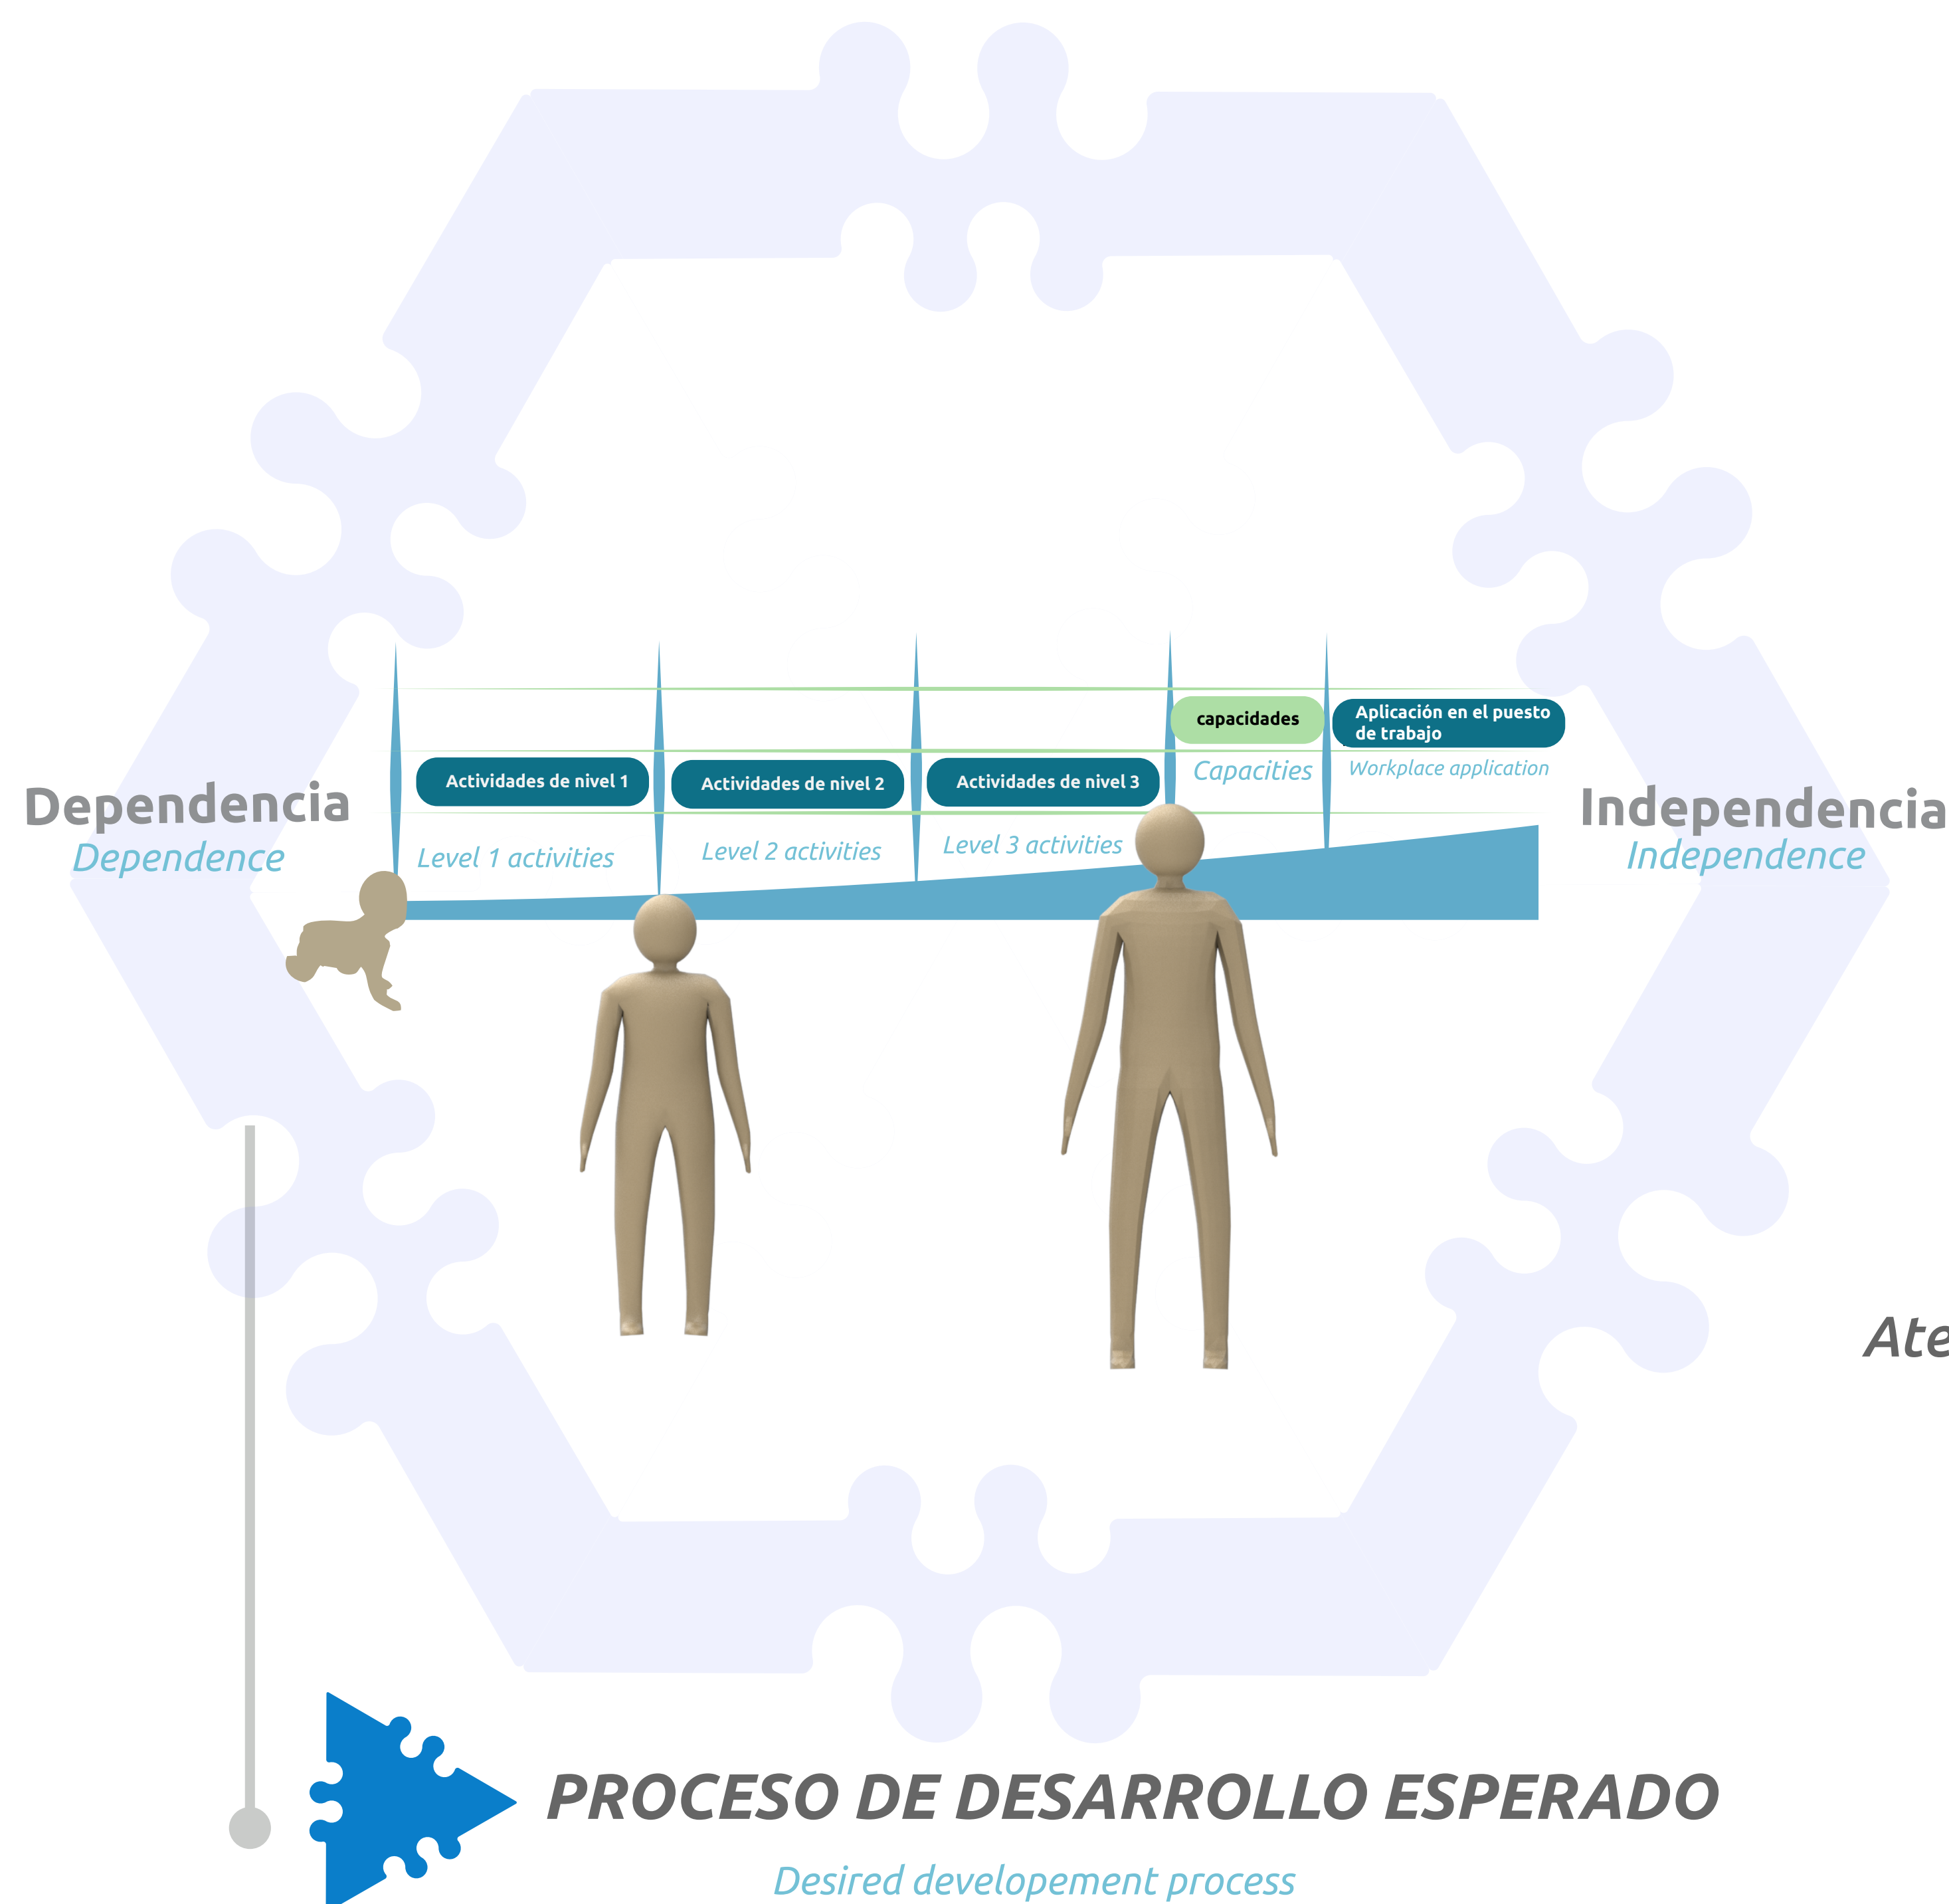 capacidades
Aplicación en el puesto
de trabajo
Capacities
Workplace application
Actividades de nivel 1
Actividades de nivel 2
Actividades de nivel 3
Level 1 activities
Level 2 activities
Level 3 activities
Dependencia
Dependence
Independencia
Independence
Ate
PROCESO DE DESARROLLO ESPERADO
Desired developement process